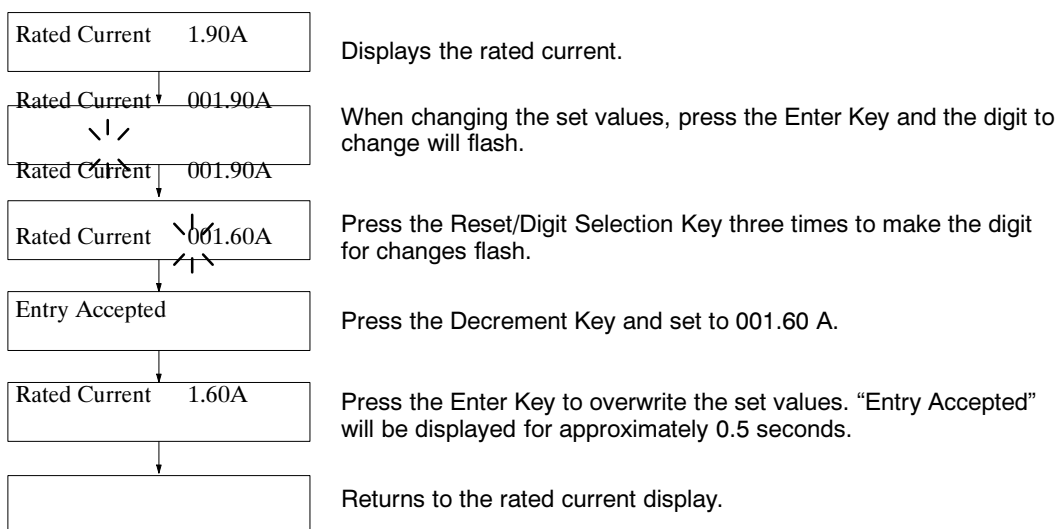 Rated Current 1.90A
Displays the rated current.
Rated Current 001.90A
When changing the set values, press the Enter Key and the digit to
change will flash.
Rated Current 001.90A
Press the Reset/Digit Selection Key three times to make the digit
for changes flash.
Rated Current 001.60A
Entry Accepted
Press the Decrement Key and set to 001.60 A.
Rated Current 1.60A
Press the Enter Key to overwrite the set values. “Entry Accepted”
will be displayed for approximately 0.5 seconds.
Returns to the rated current display.